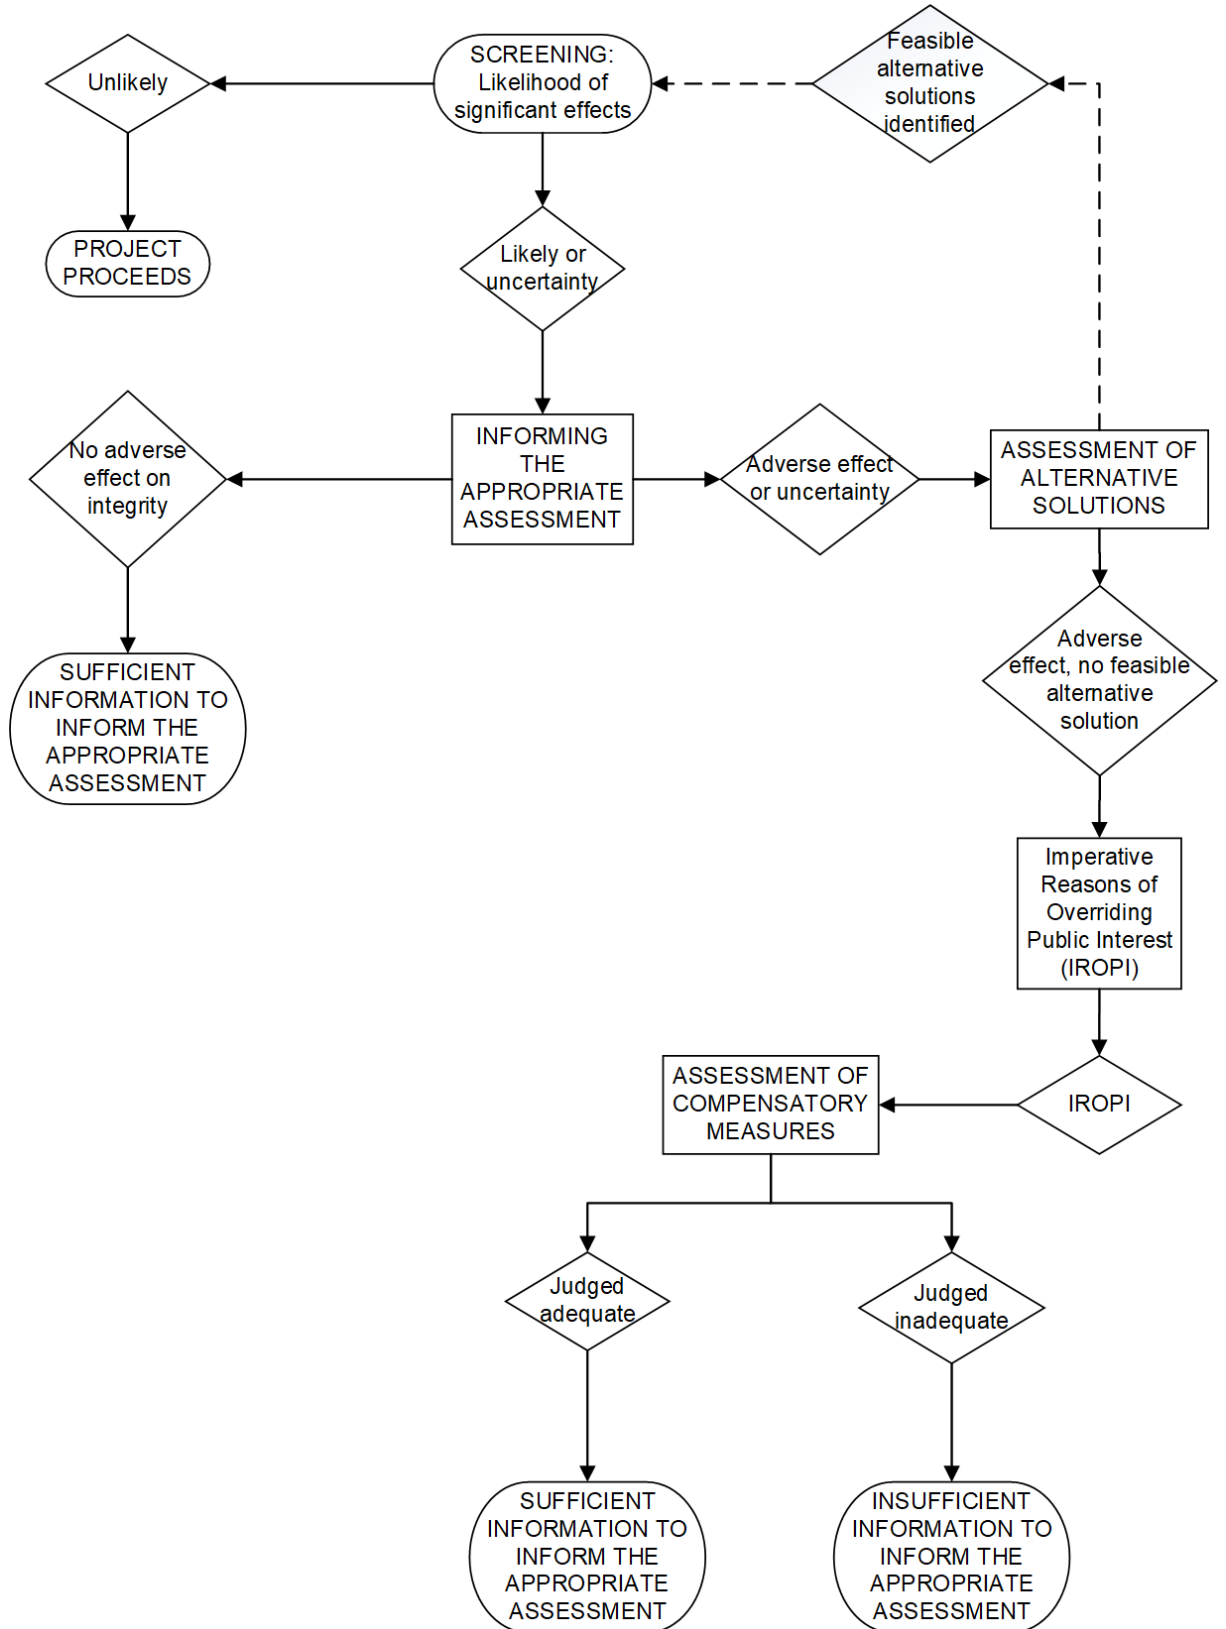 Unlikely
SCREENING:
Likelihood of
significant effects
Feasible
alternative
solutions
identified
PROJECT
PROCEEDS
Likely or
uncertainty
No adverse
effect on
integrity
INFORMING
THE
APPROPRIATE
ASSESSMENT
Adverse effect
or uncertainty
ASSESSMENT OF
ALTERNATIVE
SOLUTIONS
SUFFICIENT
INFORMATION TO
INFORM THE
APPROPRIATE
ASSESSMENT
Adverse
effect, no feasible
alternative
solution
Imperative
Reasons of
Overriding
Public Interest
(IROPI)
ASSESSMENT OF
COMPENSATORY
MEASURES
IROPI
Judged
adequate
Judged
inadequate
SUFFICIENT
INFORMATION TO
INFORM THE
APPROPRIATE
ASSESSMENT
INSUFFICIENT
INFORMATION TO
INFORM THE
APPROPRIATE
ASSESSMENT